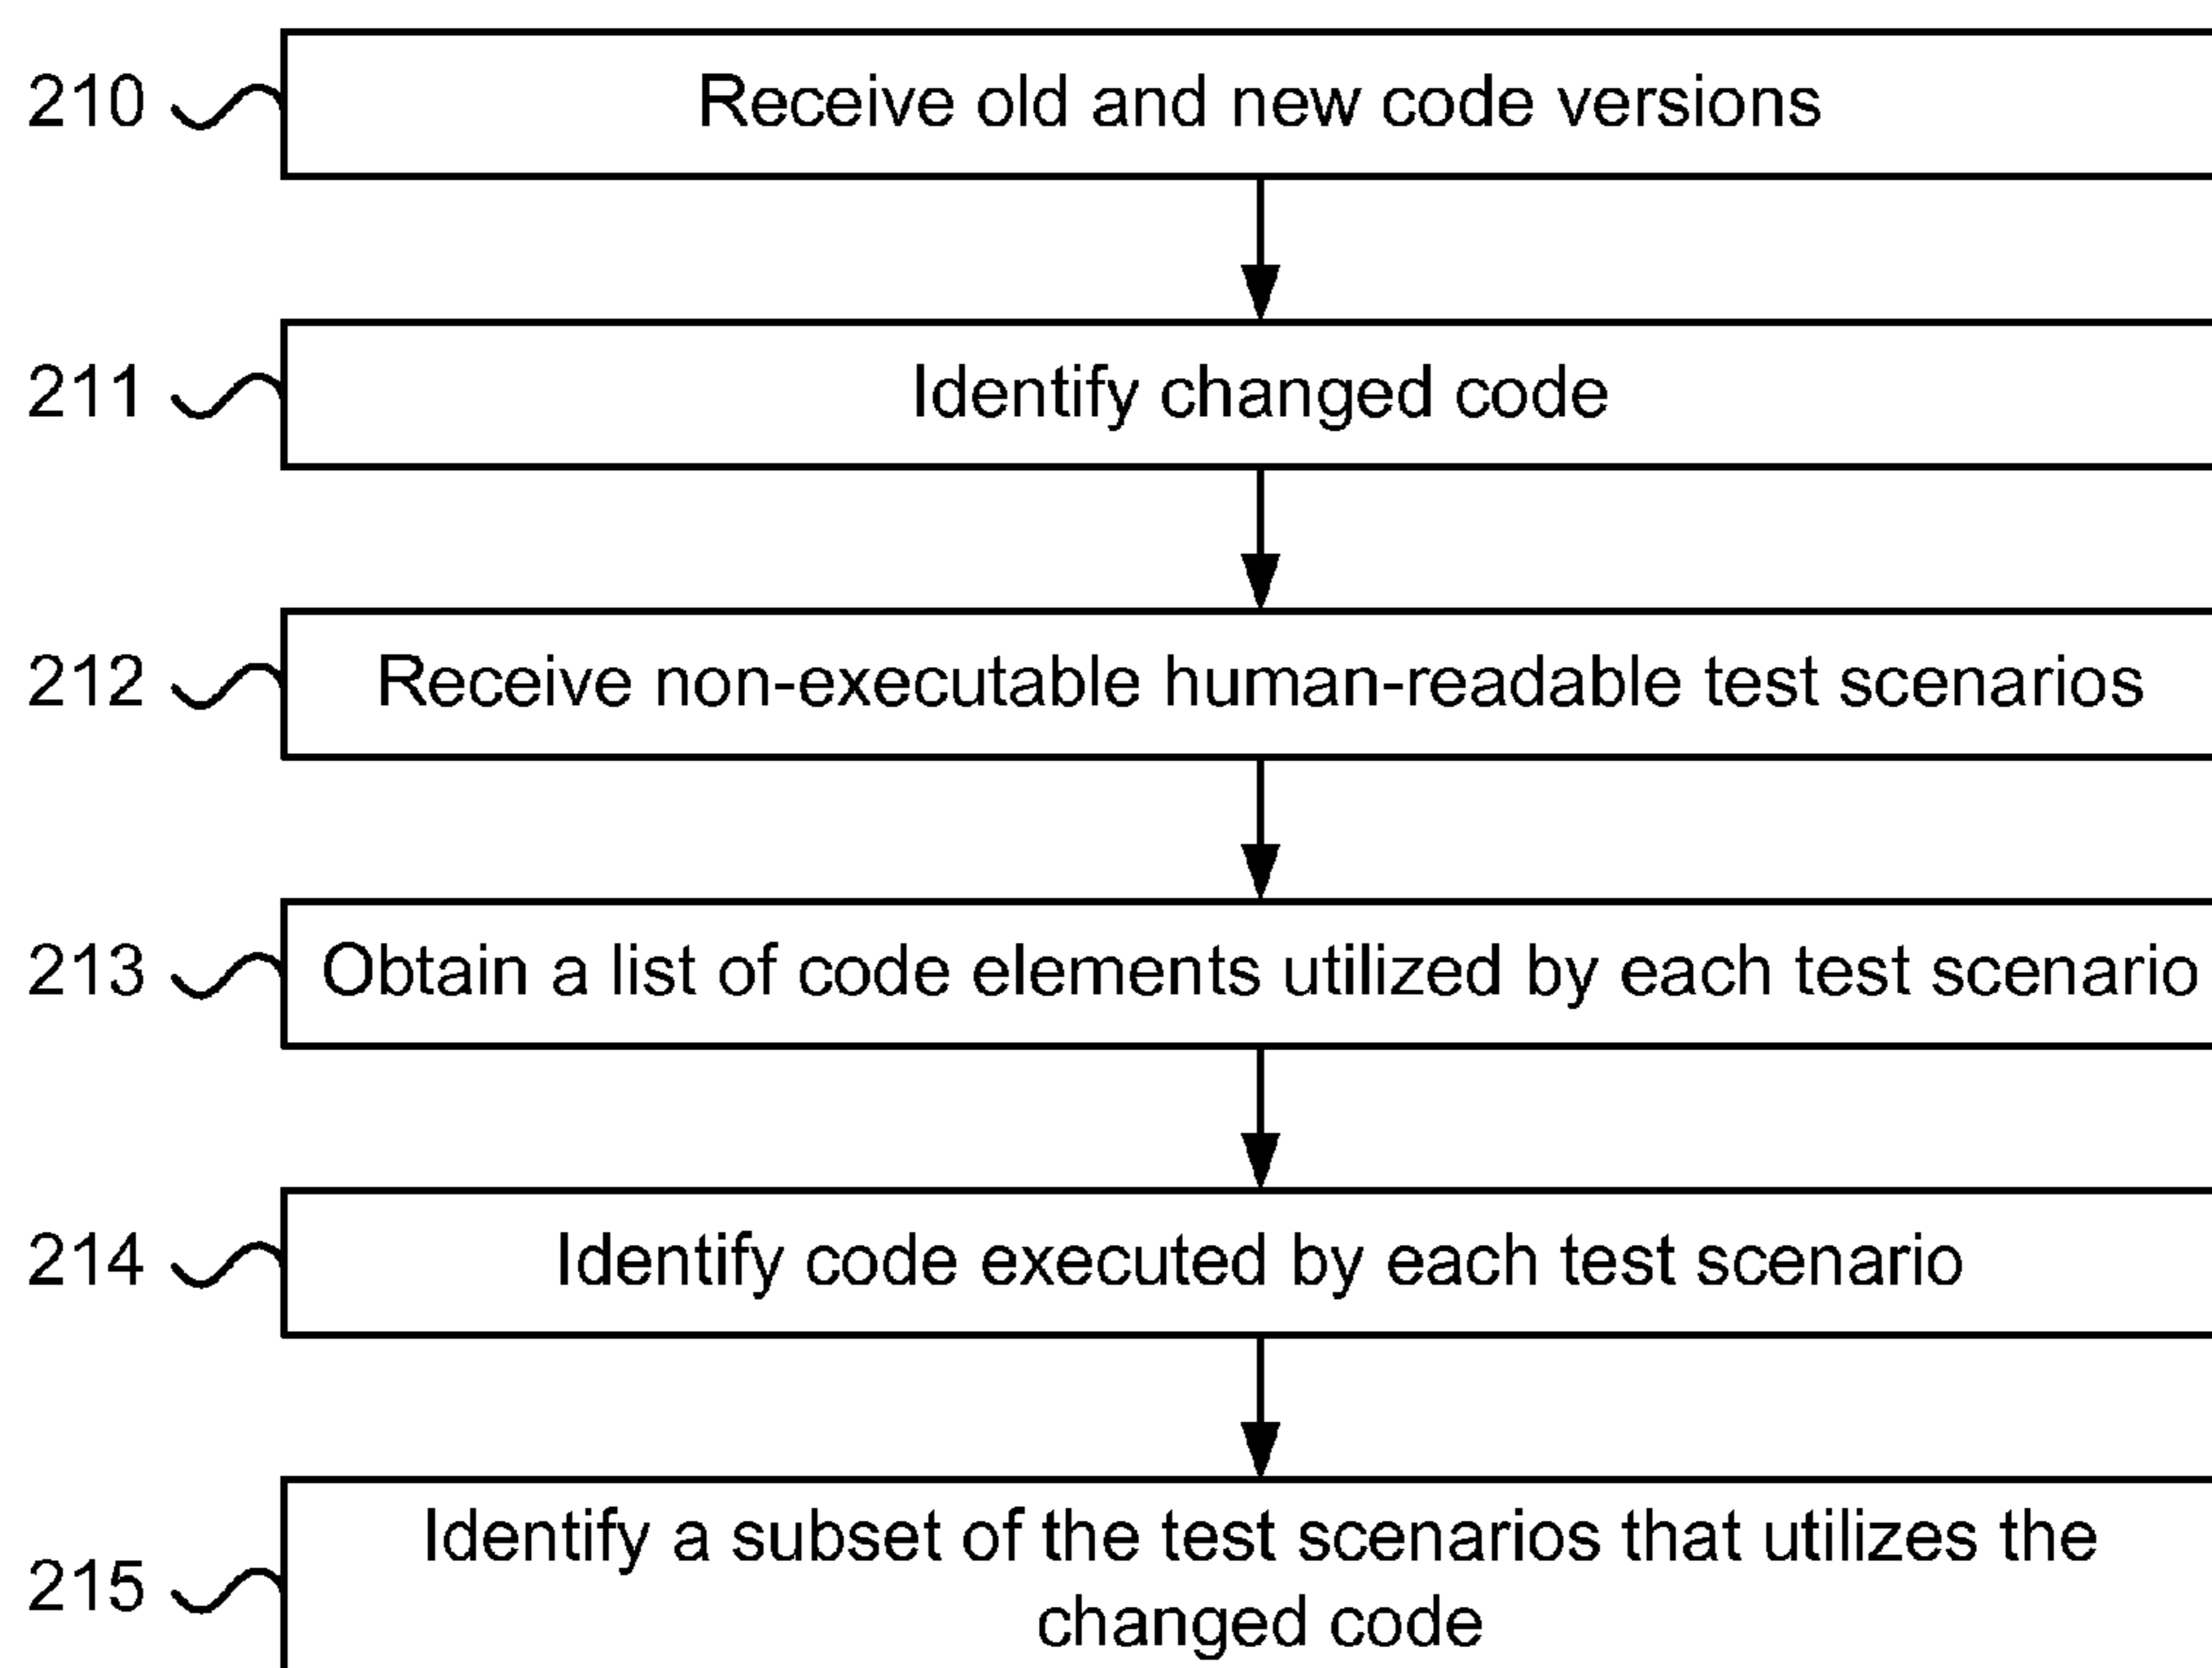 210 Receive old and new code versions
211 Identify changed code
212 Receive non-executable human-readable test scenarios
213 Obtain a list of code elements utilized by each test scenario
214 Identify code executed by each test scenario
215 Identify a subset of the test scenarios that utilizes the
changed code